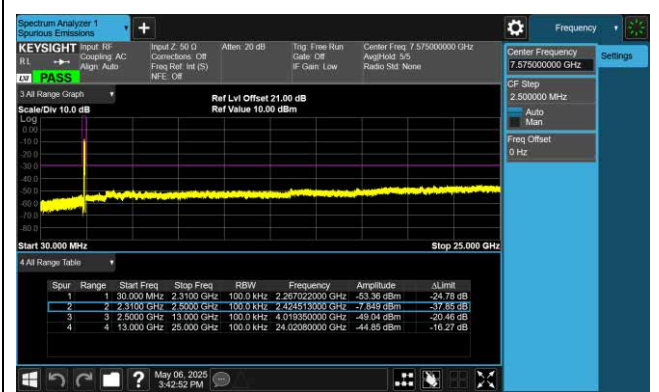 Spectrum Analyzer 1
Spurious Emissions
Frequency
KEYSIGHT Input: RF Input Z: 50 Ω Atten: 20 dB Trig: Free Run Center Freq: 7.575000000 GHz
RL Coupling: AC Corrections: Off Gate: Off Avg|Hold: 5/5
Align: Auto Freq Ref: Int (S) IF Gain: Low Radio Std: None
LXI PASS NFE: Off
Center Frequency
7.575000000 GHz
Settings
CF Step
2.500000 MHz
Auto
Man
Freq Offset
0 Hz
3 All Range Graph
Ref Lvl Offset 21.00 dB
Scale/Div 10.0 dB Ref Value 10.00 dBm
Log
0.00
-10.0
-20.0
-30.0
-40.0
-50.0
-60.0
-70.0
-80.0
Start 30.000 MHz Stop 25.000 GHz
4 All Range Table
Spur Range Start Freq Stop Freq RBW Frequency Amplitude ΔLimit
1 1 30.000 MHz 2.3100 GHz 100.0 kHz 2.267022000 GHz -53.36 dBm -24.78 dB
2 2 2.3100 GHz 2.5000 GHz 100.0 kHz 2.424513000 GHz -7.849 dBm -37.85 dB
3 3 2.5000 GHz 13.000 GHz 100.0 kHz 4.019350000 GHz -49.04 dBm -20.46 dB
4 4 13.000 GHz 25.000 GHz 100.0 kHz 24.02080000 GHz -44.85 dBm -16.27 dB
May 06, 2025
3:42:52 PM